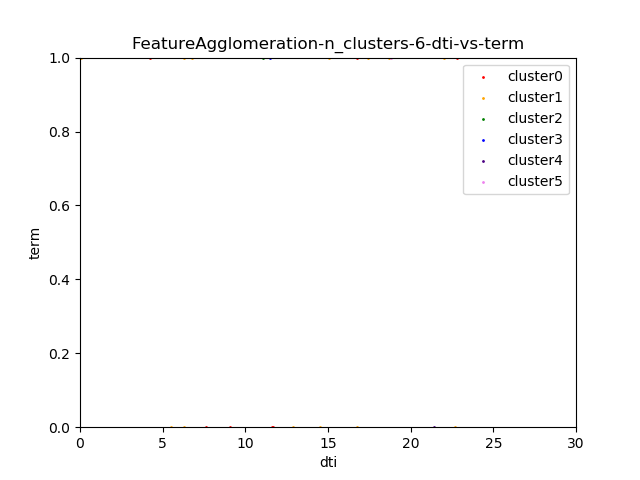 FeatureAgglomeration-n_clusters-6-dti-vs-term
1.0
0.8
0.6
0.4
0.2
0.0
term
cluster0
cluster1
cluster2
cluster3
cluster4
cluster5
0 5 10 15 20 25 30
dti